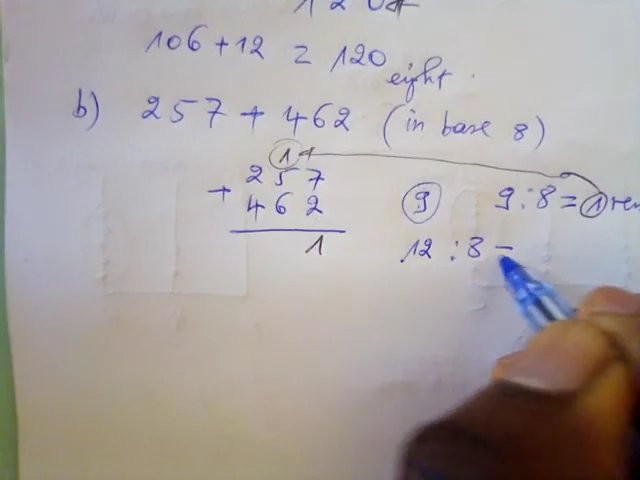 106 + 12 = 120 eight.
b) 257 + 462 (in base 8)
1+
257
+ 462
1
9 9 : 8 = 1 rem
12 : 8 =